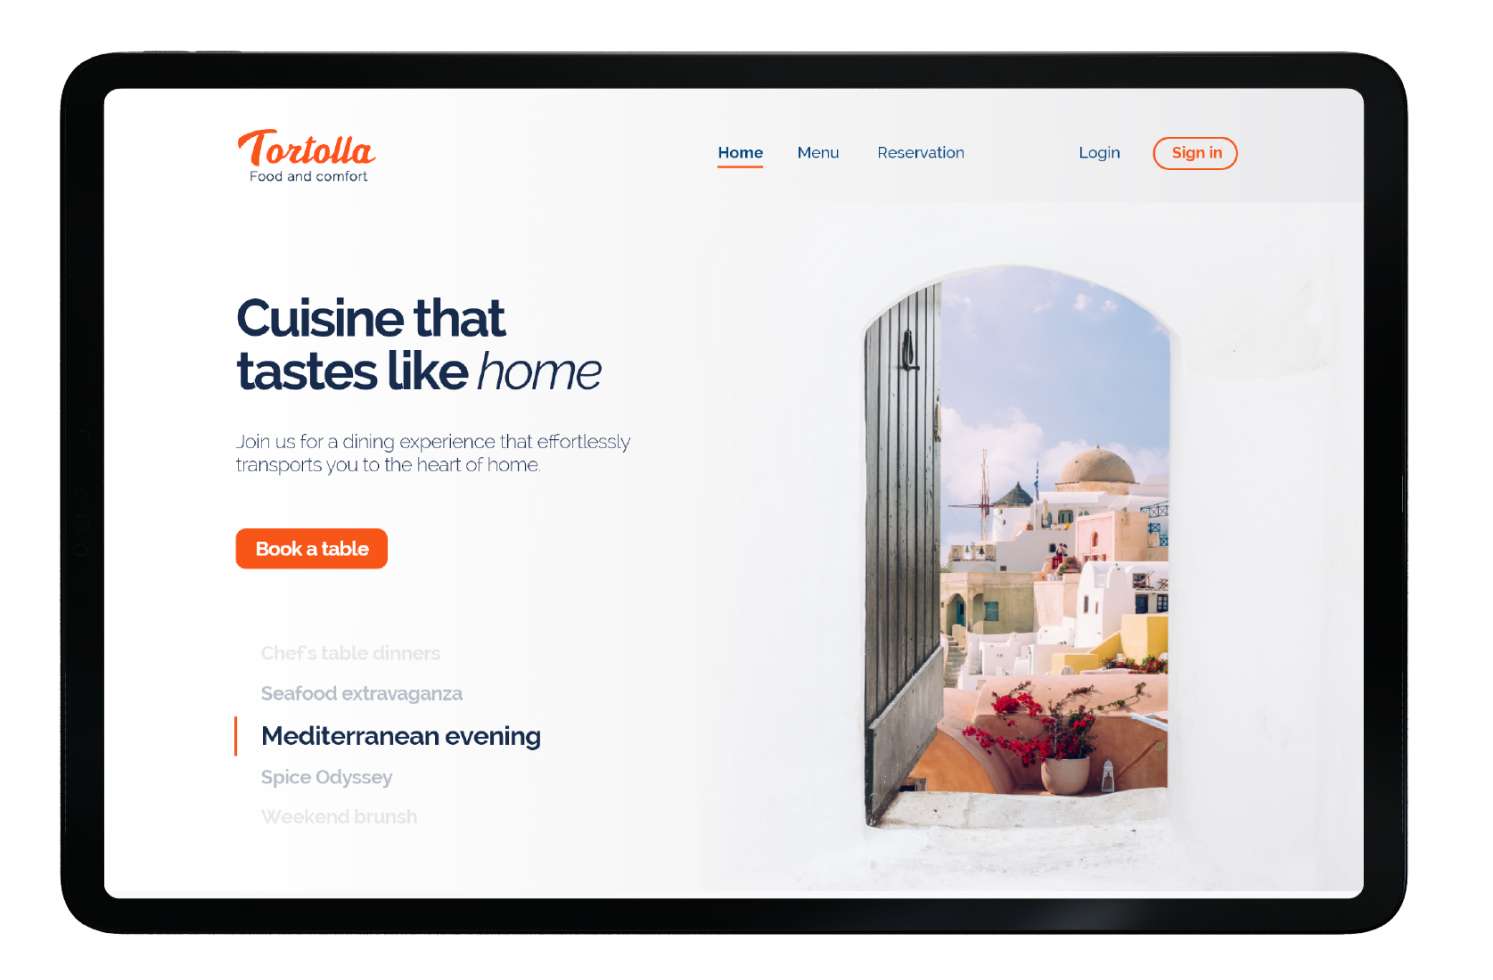 Tortolla
Food and comfort
Home Menu Reservation Login Sign in
Cuisine that
tastes like home
Join us for a dining experience that effortlessly
transports you to the heart of home.
Book a table
Chef's table dinners
Seafood extravaganza
Mediterranean evening
Spice Odyssey
Weekend brunsh